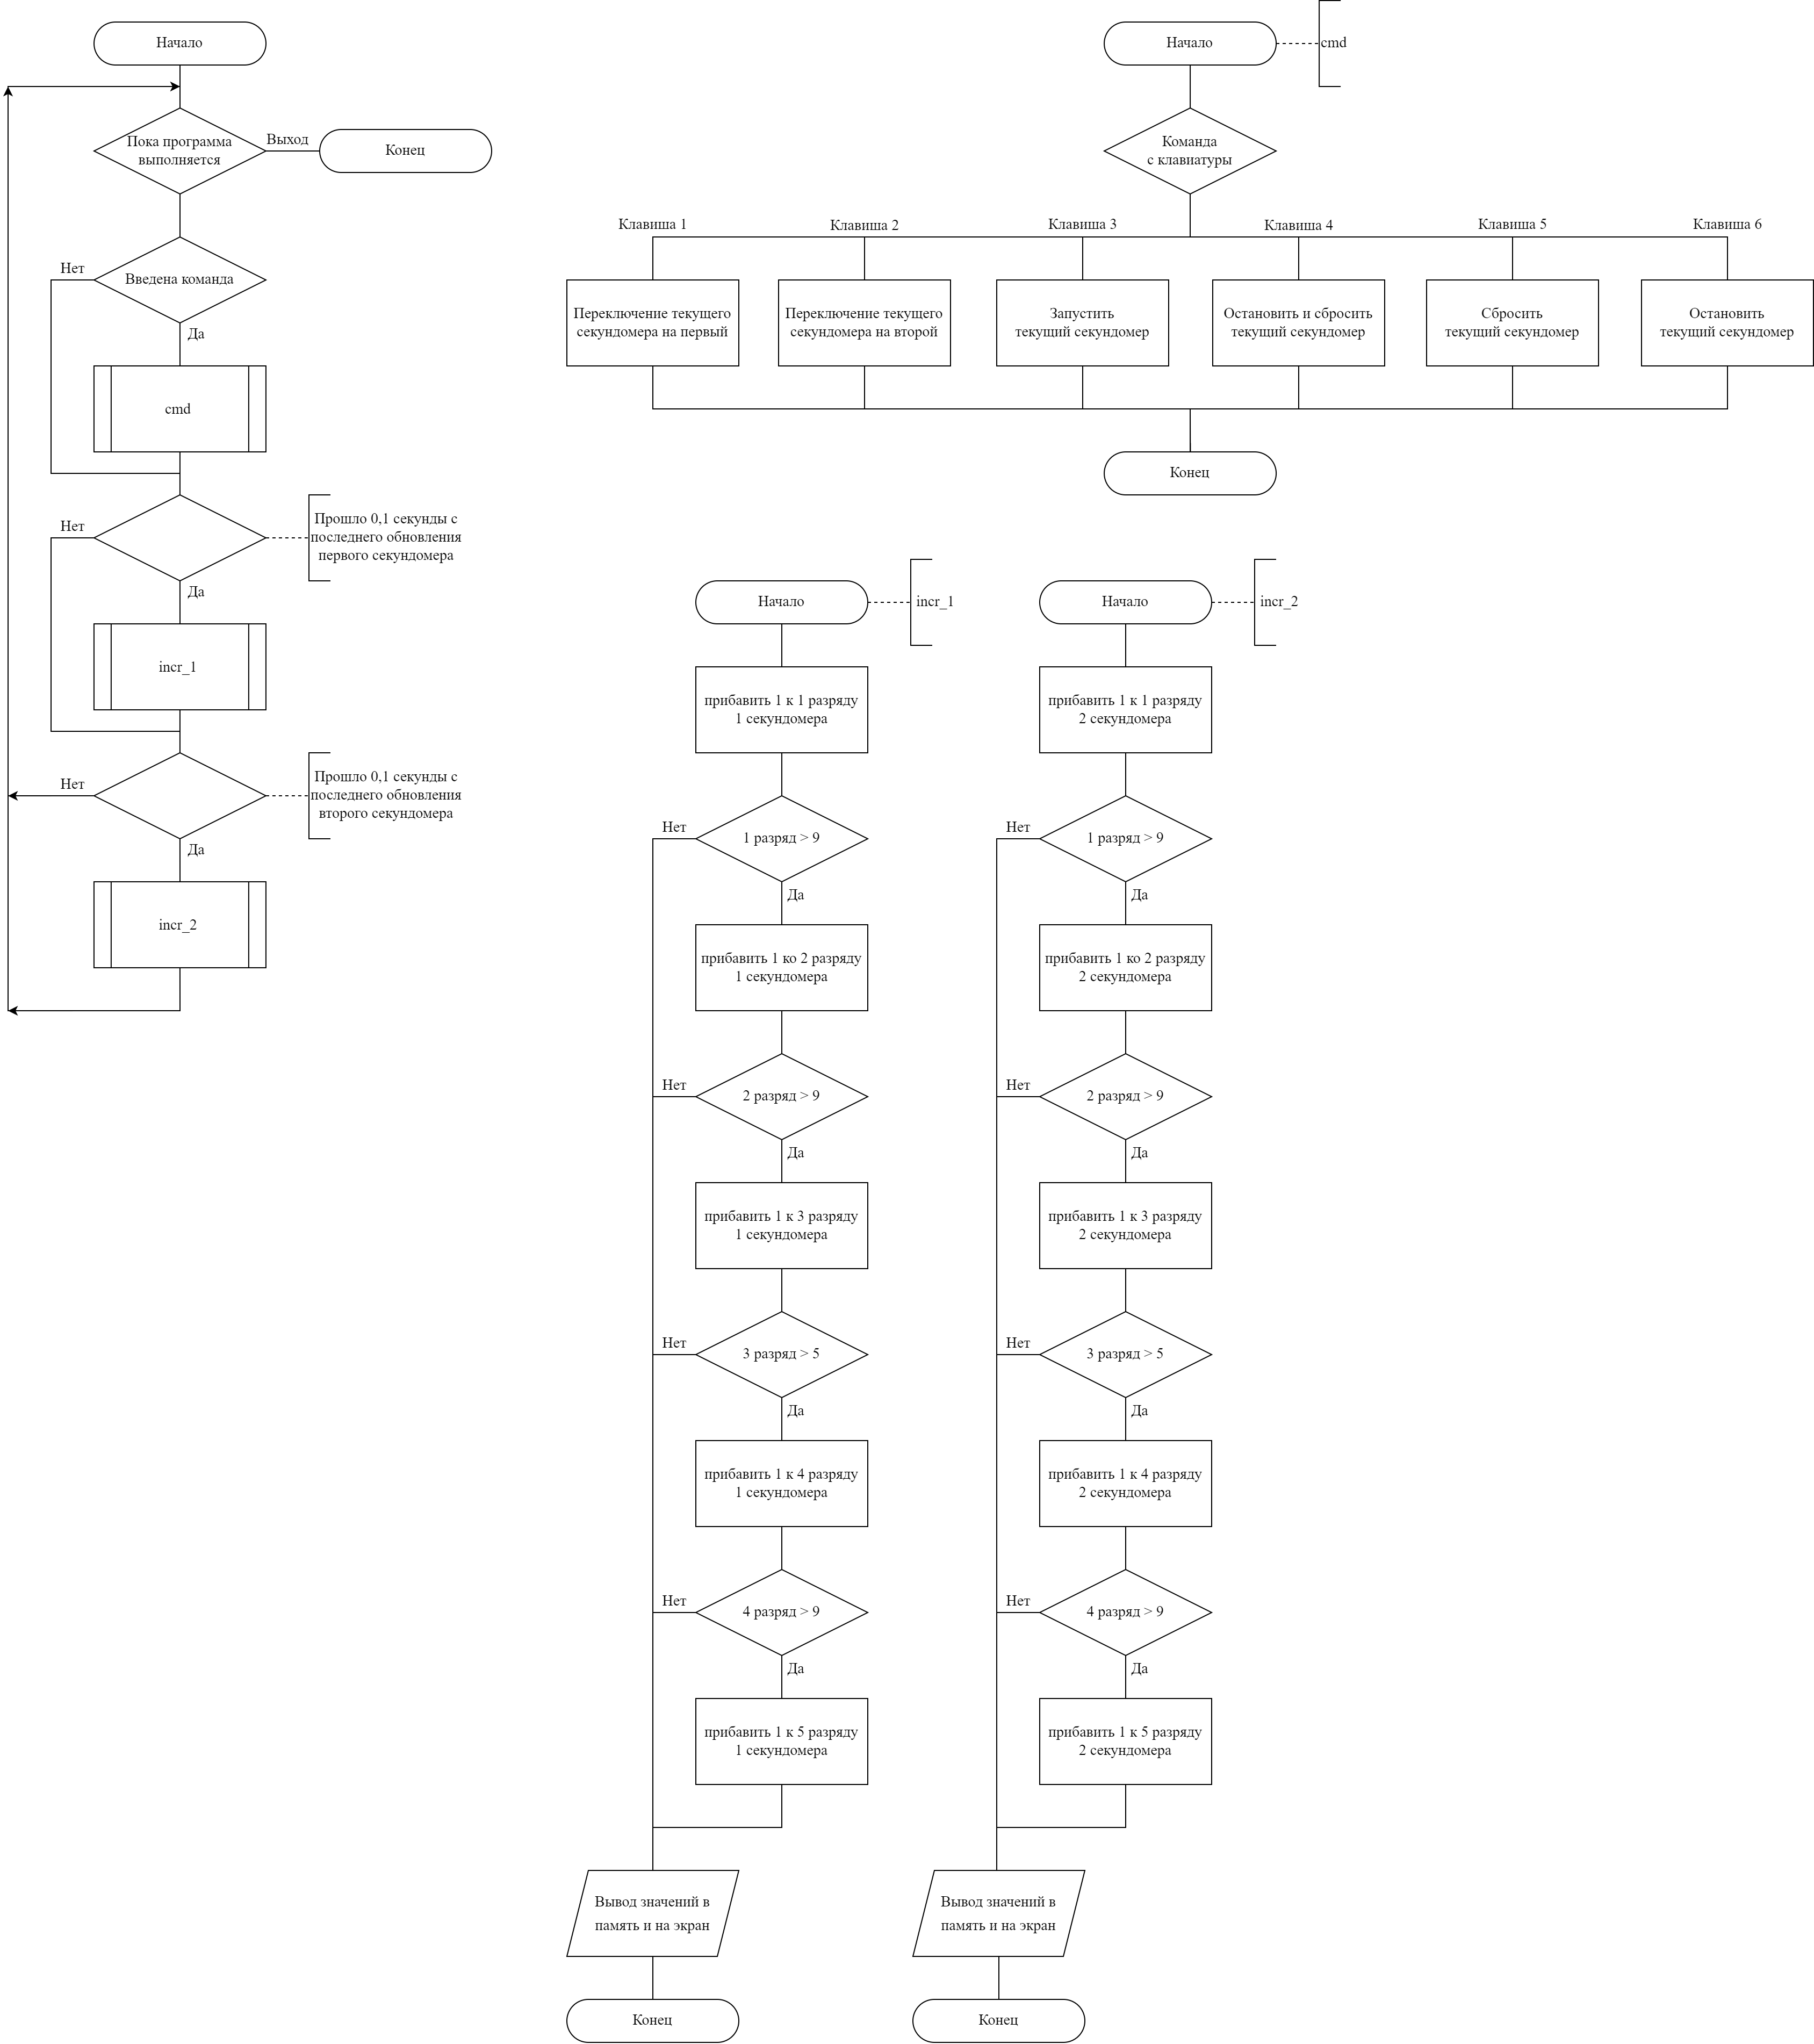 Начало
Пока программа
выполняется
Выход
Конец
Введена команда
Нет
Да
cmd
Нет
Прошло 0,1 секунды с
последнего обновления
первого секундомера
Да
incr_1
Нет
Прошло 0,1 секунды с
последнего обновления
второго секундомера
Да
incr_2
Начало
cmd
Команда
с клавиатуры
Клавиша 1
Клавиша 2
Клавиша 3
Клавиша 4
Клавиша 5
Клавиша 6
Переключение текущего
секундомера на первый
Переключение текущего
секундомера на второй
Запустить
текущий секундомер
Остановить и сбросить
текущий секундомер
Сбросить
текущий секундомер
Остановить
текущий секундомер
Конец
Начало
incr_1
прибавить 1 к 1 разряду
1 секундомера
Нет
1 разряд > 9
Да
прибавить 1 ко 2 разряду
1 секундомера
Нет
2 разряд > 9
Да
прибавить 1 к 3 разряду
1 секундомера
Нет
3 разряд > 5
Да
прибавить 1 к 4 разряду
1 секундомера
Нет
4 разряд > 9
Да
прибавить 1 к 5 разряду
1 секундомера
Вывод значений в
память и на экран
Конец
Начало
incr_2
прибавить 1 к 1 разряду
2 секундомера
Нет
1 разряд > 9
Да
прибавить 1 ко 2 разряду
2 секундомера
Нет
2 разряд > 9
Да
прибавить 1 к 3 разряду
2 секундомера
Нет
3 разряд > 5
Да
прибавить 1 к 4 разряду
2 секундомера
Нет
4 разряд > 9
Да
прибавить 1 к 5 разряду
2 секундомера
Вывод значений в
память и на экран
Конец